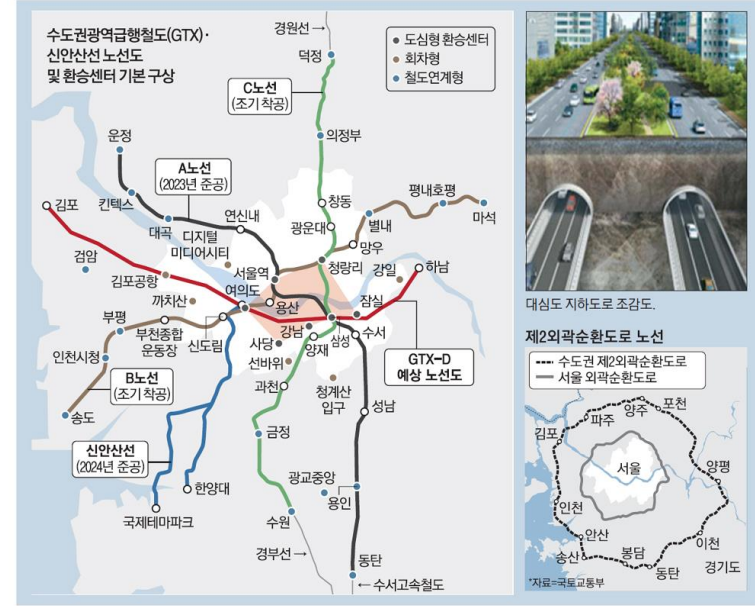 수도권광역급행철도(GTX)·
신안산선 노선도
및 환승센터 기본 구상
경원선→
덕정
도심형 환승센터
회차형
철도연계형
C노선
(조기 착공)
의정부
운정
A노선
(2023년 준공)
김포
킨텍스
대곡
연신내
창동
광운대
별내
평내호평
마석
디지털
미디어시티
망우
검암
김포공항
서울역
청량리
강일
하남
까치산
여의도
용산
잠실
부평
부천종합
운동장
신도림
강남
삼성
수서
인천시청
사당
양재
선바위
GTX-D
예상 노선도
B노선
(조기 착공)
과천
청계산
입구
성남
송도
금정
신안산선
(2024년 준공)
광교중앙
용인
한양대
국제테마파크
수원
경부선→
동탄
←수서고속철도
대심도 지하도로 조감도.
제2외곽순환도로 노선
수도권 제2외곽순환도로
서울 외곽순환도로
양주
포천
파주
김포
서울
양평
인천
안산
이천
송산
봉담
동탄
경기도
*자료=국토교통부